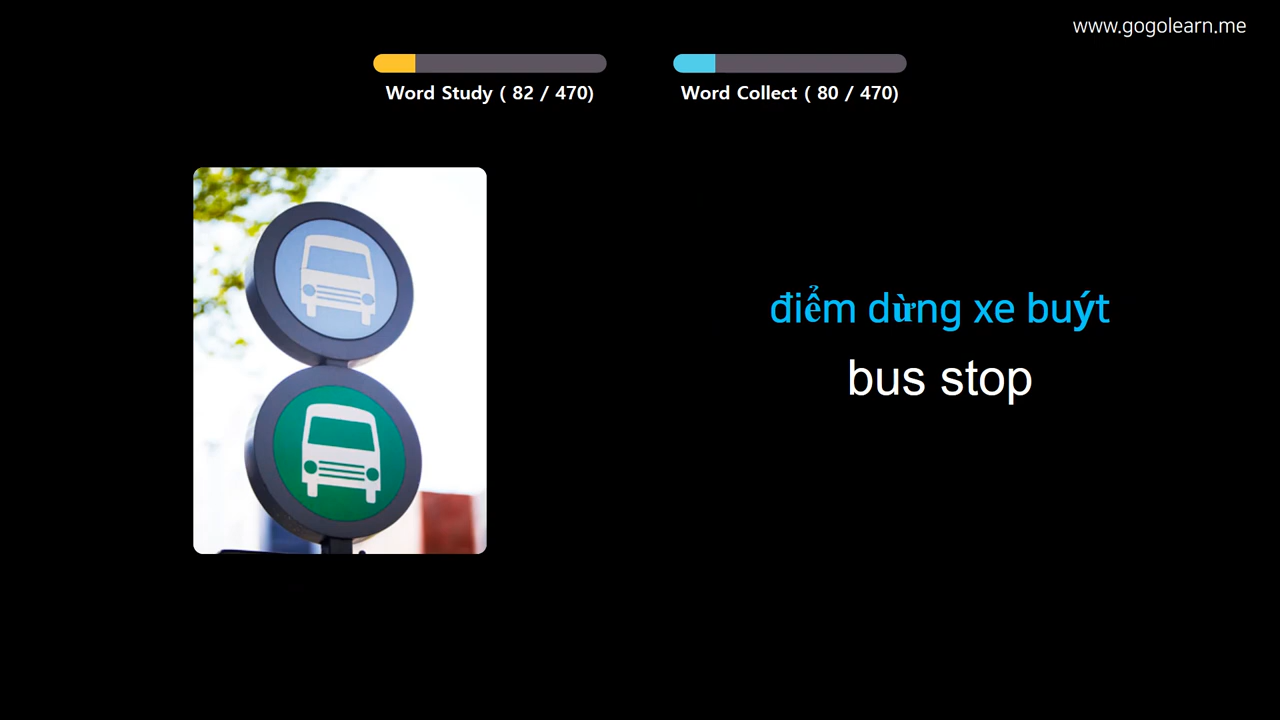 www.gogolearn.me
Word Study ( 82 / 470)
Word Collect ( 80 / 470)
điểm dừng xe buýt
bus stop